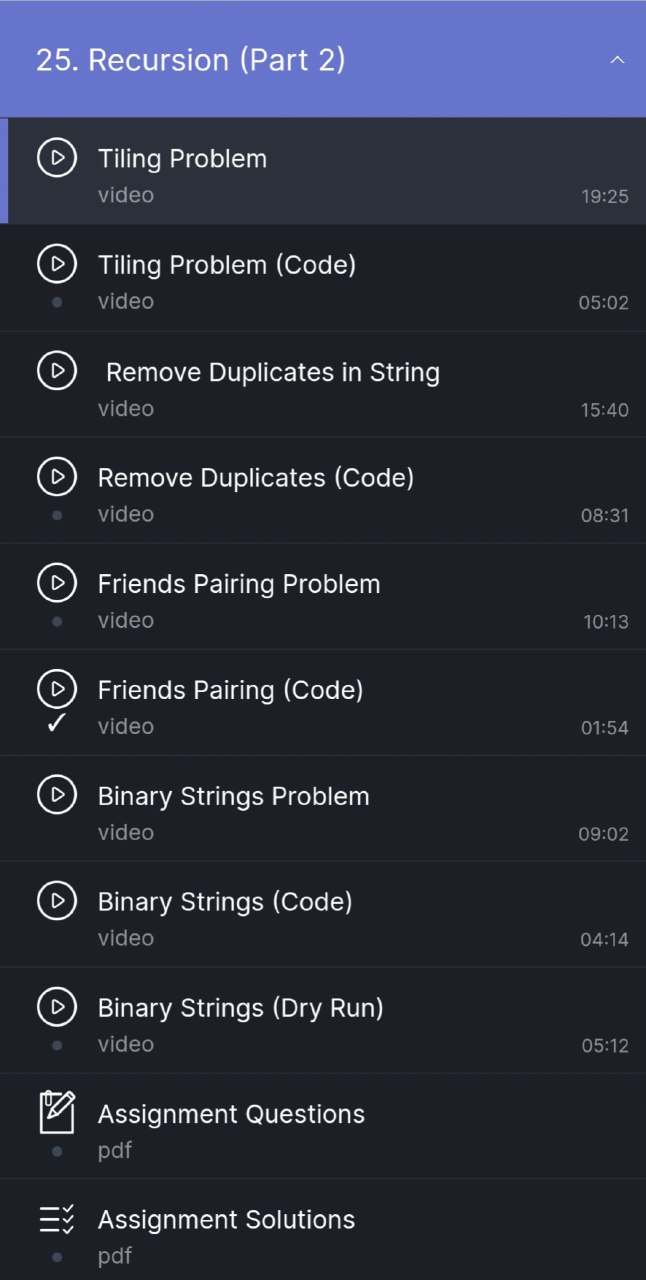 25. Recursion (Part 2)
Tiling Problem
video 19:25
Tiling Problem (Code)
video 05:02
Remove Duplicates in String
video 15:40
Remove Duplicates (Code)
video 08:31
Friends Pairing Problem
video 10:13
Friends Pairing (Code)
video 01:54
Binary Strings Problem
video 09:02
Binary Strings (Code)
video 04:14
Binary Strings (Dry Run)
video 05:12
Assignment Questions
pdf
Assignment Solutions
pdf